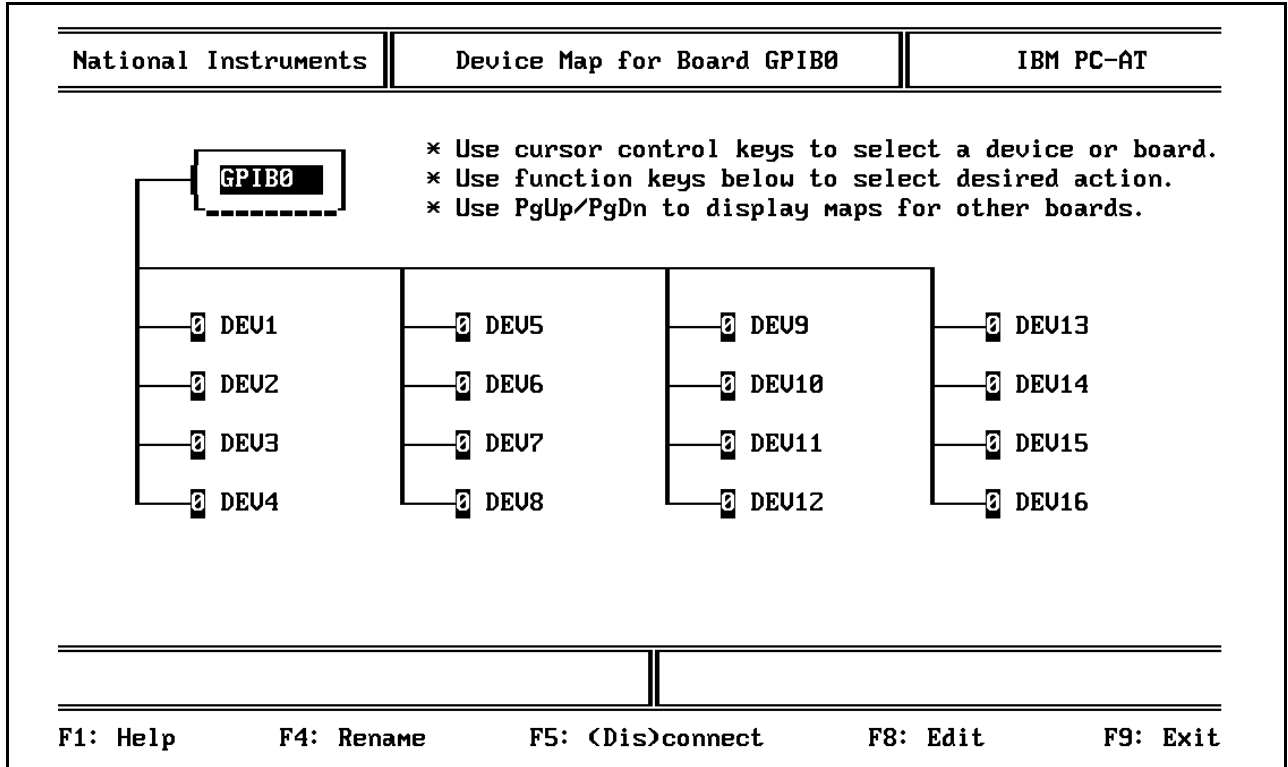 National Instruments Device Map for Board GPIB0 IBM PC-AT
* Use cursor control keys to select a device or board.
GPIB0 * Use function keys below to select desired action.
* Use PgUp/PgDn to display maps for other boards.
0 DEV1 0 DEV5 0 DEV9 0 DEV13
0 DEV2 0 DEV6 0 DEV10 0 DEV14
0 DEV3 0 DEV7 0 DEV11 0 DEV15
0 DEV4 0 DEV8 0 DEV12 0 DEV16
F1: Help F4: Rename F5: (Dis)connect F8: Edit F9: Exit